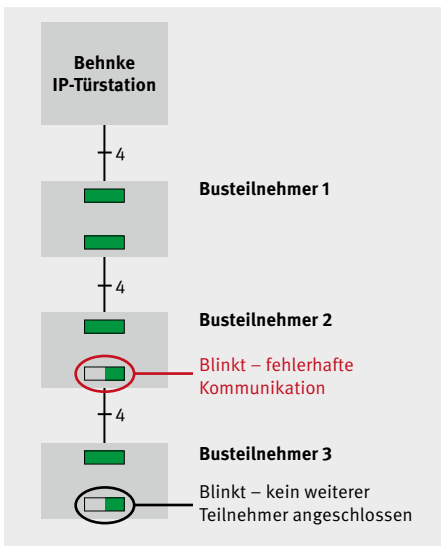 Behnke
IP-Türstation
4
Busteilnehmer 1
4
Busteilnehmer 2
Blinkt – fehlerhafte
Kommunikation
4
Busteilnehmer 3
Blinkt – kein weiterer
Teilnehmer angeschlossen